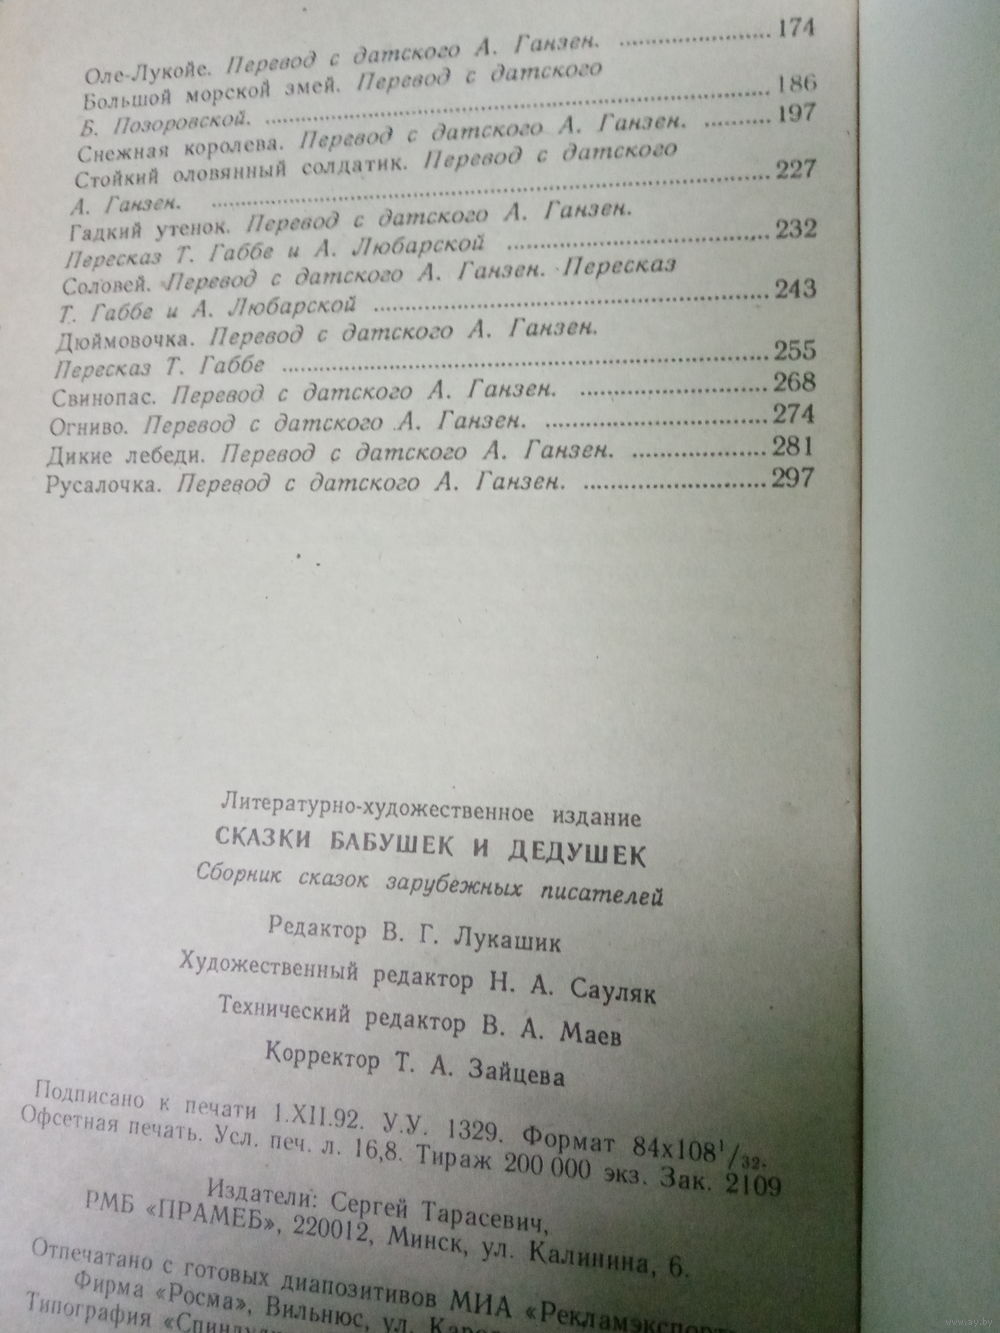 Оле-Лукойе. Перевод с датского А. Ганзен. ........ 174
Большой морской змей. Перевод с датского
Б. Позоровской. ........ 186
Снежная королева. Перевод с датского А. Ганзен. ........ 197
Стойкий оловянный солдатик. Перевод с датского
А. Ганзен. ........ 227
Гадкий утенок. Перевод с датского А. Ганзен.
Пересказ Т. Габбе и А. Любарской ........ 232
Соловей. Перевод с датского А. Ганзен. Пересказ
Т. Габбе и А. Любарской ........ 243
Дюймовочка. Перевод с датского А. Ганзен.
Пересказ Т. Габбе ........ 255
Свинопас. Перевод с датского А. Ганзен. ........ 268
Огниво. Перевод с датского А. Ганзен. ........ 274
Дикие лебеди. Перевод с датского А. Ганзен. ........ 281
Русалочка. Перевод с датского А. Ганзен. ........ 297
Литературно-художественное издание
СКАЗКИ БАБУШЕК И ДЕДУШЕК
Сборник сказок зарубежных писателей
Редактор В. Г. Лукашик
Художественный редактор Н. А. Сауляк
Технический редактор В. А. Маев
Корректор Т. А. Зайцева
Подписано к печати 1.XII.92. У.У. 1329. Формат 84х108¹/₃₂.
Офсетная печать. Усл. печ. л. 16,8. Тираж 200 000 экз. Зак. 2109
Издатели: Сергей Тарасевич,
РМБ «ПРАМЕБ», 220012, Минск, ул. Калинина, 6.
Отпечатано с готовых диапозитивов МИА «Рекламэкспорт
Фирма «Росма», Вильнюс, ул.
Типография
www.ay.by